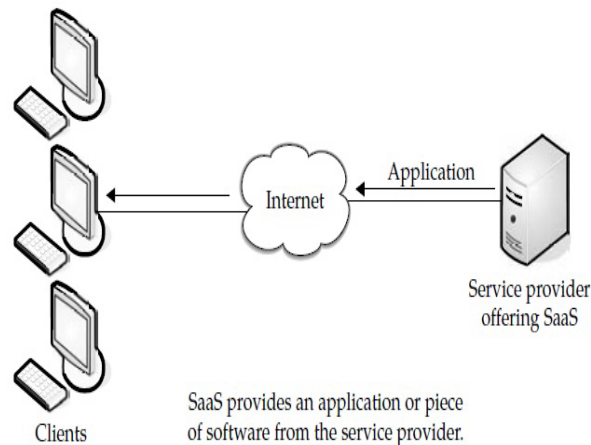 Application
Internet
Service provider
offering SaaS
Clients
SaaS provides an application or piece
of software from the service provider.